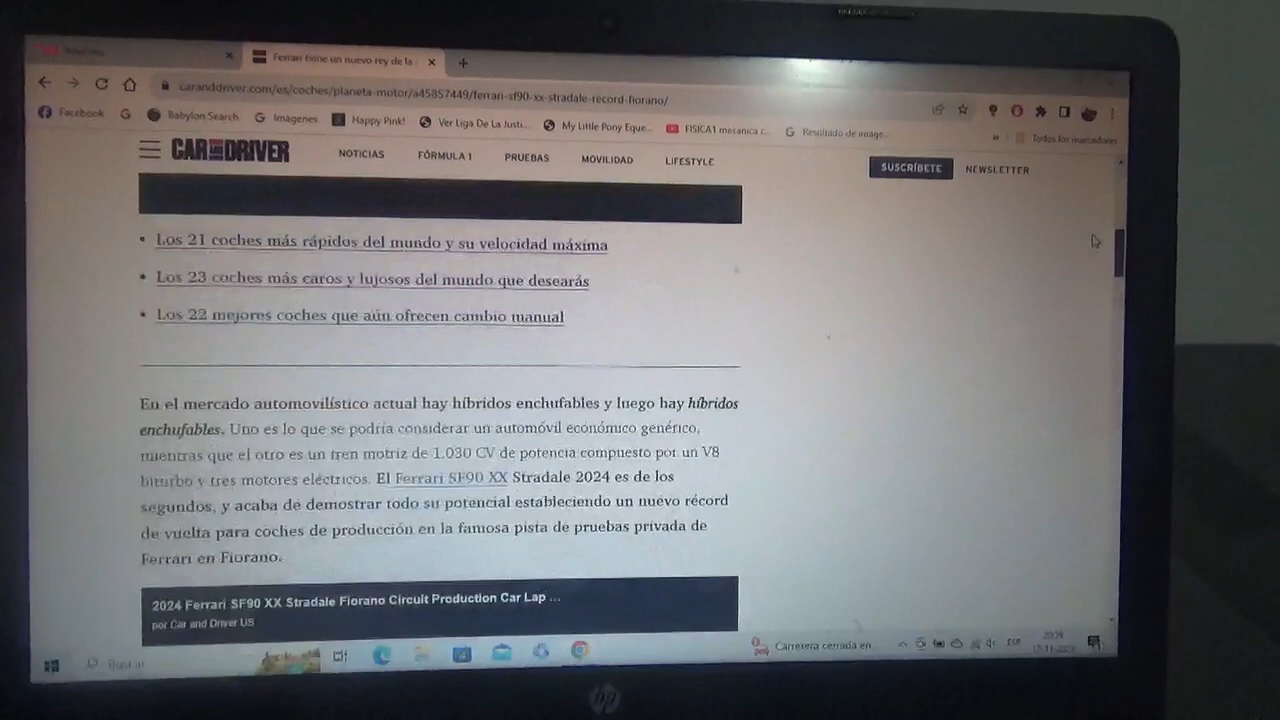 Ferrari tiene un nuevo rey de la
caranddriver.com/es/coches/planeta-motor/a45857449/ferrari-sf90-xx-stradale-record-fiorano/
Facebook
Babylon Search
Imágenes
Happy Pink!
Ver Liga De La Justi...
My Little Pony Eque...
FISICA1 mecanica c...
Resultado de image...
»
Todos los marcadores
CAR AND DRIVER
NOTICIAS
FÓRMULA 1
PRUEBAS
MOVILIDAD
LIFESTYLE
SUSCRÍBETE
NEWSLETTER
• Los 21 coches más rápidos del mundo y su velocidad máxima
• Los 23 coches más caros y lujosos del mundo que desearás
• Los 22 mejores coches que aún ofrecen cambio manual
En el mercado automovilístico actual hay híbridos enchufables y luego hay híbridos
enchufables. Uno es lo que se podría considerar un automóvil económico genérico,
mientras que el otro es un tren motriz de 1.030 CV de potencia compuesto por un V8
biturbo y tres motores eléctricos. El Ferrari SF90 XX Stradale 2024 es de los
segundos, y acaba de demostrar todo su potencial estableciendo un nuevo récord
de vuelta para coches de producción en la famosa pista de pruebas privada de
Ferrari en Fiorano.
2024 Ferrari SF90 XX Stradale Fiorano Circuit Production Car Lap ...
por Car and Driver US
Buscar
Carretera cerrada en
ESP
hp